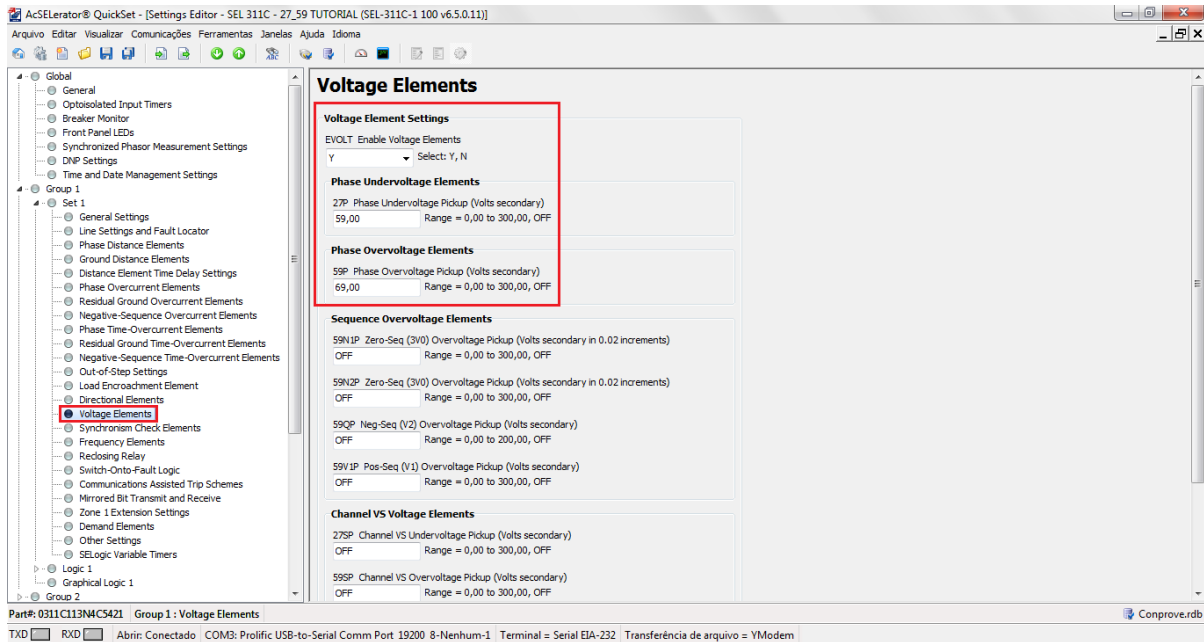 AcSELerator® QuickSet - [Settings Editor - SEL 311C - 27_59 TUTORIAL (SEL-311C-1 100 v6.5.0.11)]
Arquivo Editar Visualizar Comunicações Ferramentas Janelas Ajuda Idioma
Global
General
Optoisolated Input Timers
Breaker Monitor
Front Panel LEDs
Synchronized Phasor Measurement Settings
DNP Settings
Time and Date Management Settings
Group 1
Set 1
General Settings
Line Settings and Fault Locator
Phase Distance Elements
Ground Distance Elements
Distance Element Time Delay Settings
Phase Overcurrent Elements
Residual Ground Overcurrent Elements
Negative-Sequence Overcurrent Elements
Phase Time-Overcurrent Elements
Residual Ground Time-Overcurrent Elements
Negative-Sequence Time-Overcurrent Elements
Out-of-Step Settings
Load Encroachment Element
Directional Elements
Voltage Elements
Synchronism Check Elements
Frequency Elements
Reclosing Relay
Switch-Onto-Fault Logic
Communications Assisted Trip Schemes
Mirrored Bit Transmit and Receive
Zone 1 Extension Settings
Demand Elements
Other Settings
SELogic Variable Timers
Logic 1
Graphical Logic 1
Group 2
Voltage Elements
Voltage Element Settings
EVOLT Enable Voltage Elements
Y Select: Y, N
Phase Undervoltage Elements
27P Phase Undervoltage Pickup (Volts secondary)
59,00 Range = 0,00 to 300,00, OFF
Phase Overvoltage Elements
59P Phase Overvoltage Pickup (Volts secondary)
69,00 Range = 0,00 to 300,00, OFF
Sequence Overvoltage Elements
59N1P Zero-Seq (3V0) Overvoltage Pickup (Volts secondary in 0.02 increments)
OFF Range = 0,00 to 300,00, OFF
59N2P Zero-Seq (3V0) Overvoltage Pickup (Volts secondary in 0.02 increments)
OFF Range = 0,00 to 300,00, OFF
59QP Neg-Seq (V2) Overvoltage Pickup (Volts secondary)
OFF Range = 0,00 to 200,00, OFF
59V1P Pos-Seq (V1) Overvoltage Pickup (Volts secondary)
OFF Range = 0,00 to 300,00, OFF
Channel VS Voltage Elements
27SP Channel VS Undervoltage Pickup (Volts secondary)
OFF Range = 0,00 to 300,00, OFF
59SP Channel VS Overvoltage Pickup (Volts secondary)
OFF Range = 0,00 to 300,00, OFF
Part#: 0311C113N4C5421 Group 1 : Voltage Elements Conprove.rdb
TXD RXD Abrir: Conectado COM3: Prolific USB-to-Serial Comm Port 19200 8-Nenhum-1 Terminal = Serial EIA-232 Transferência de arquivo = YModem